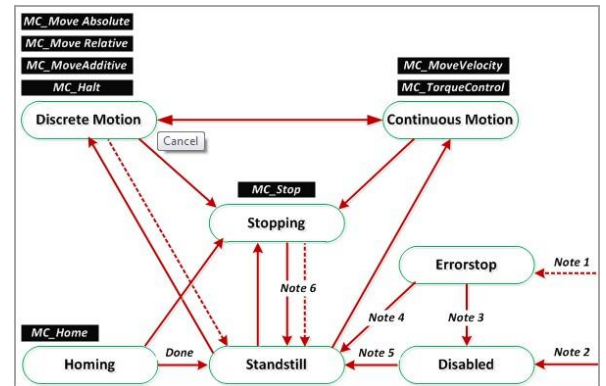 MC_Move Absolute
MC_Move Relative
MC_MoveAdditive
MC_Halt
Discrete Motion
MC_MoveVelocity
MC_TorqueControl
Continuous Motion
Cancel
MC_Stop
Stopping
Errorstop
Note 1
Note 6
Note 4
Note 3
MC_Home
Homing
Done
Standstill
Note 5
Disabled
Note 2